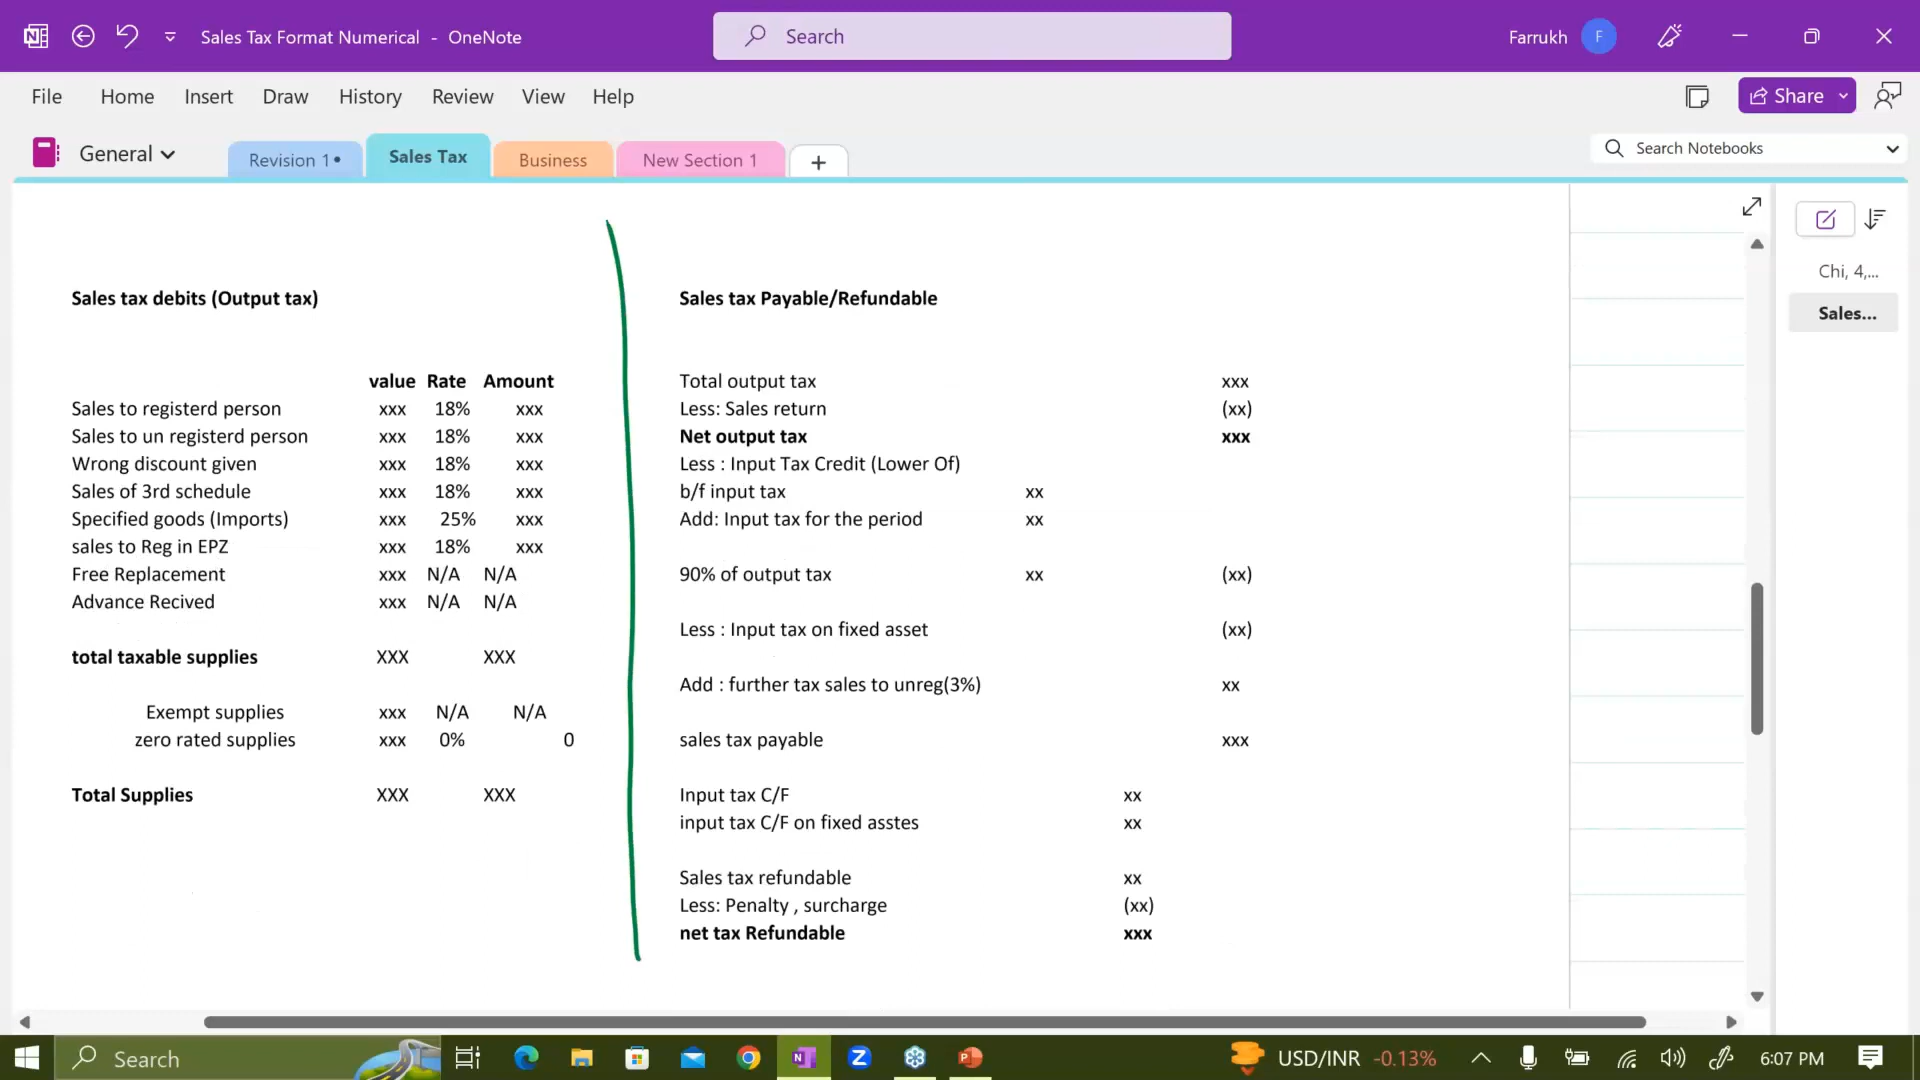 Sales Tax Format Numerical - OneNote
Search
Farrukh F
File Home Insert Draw History Review View Help
Share
General Revision 1• Sales Tax Business New Section 1 +
Search Notebooks
Chi, 4,...
Sales...
Sales tax debits (Output tax)
value Rate Amount
Sales to registerd person xxx 18% xxx
Sales to un registerd person xxx 18% xxx
Wrong discount given xxx 18% xxx
Sales of 3rd schedule xxx 18% xxx
Specified goods (Imports) xxx 25% xxx
sales to Reg in EPZ xxx 18% xxx
Free Replacement xxx N/A N/A
Advance Recived xxx N/A N/A
total taxable supplies XXX XXX
Exempt supplies xxx N/A N/A
zero rated supplies xxx 0% 0
Total Supplies XXX XXX
Sales tax Payable/Refundable
Total output tax xxx
Less: Sales return (xx)
Net output tax xxx
Less : Input Tax Credit (Lower Of)
b/f input tax xx
Add: Input tax for the period xx
90% of output tax xx (xx)
Less : Input tax on fixed asset (xx)
Add : further tax sales to unreg(3%) xx
sales tax payable xxx
Input tax C/F xx
input tax C/F on fixed asstes xx
Sales tax refundable xx
Less: Penalty , surcharge (xx)
net tax Refundable xxx
Search
USD/INR -0.13%
6:07 PM